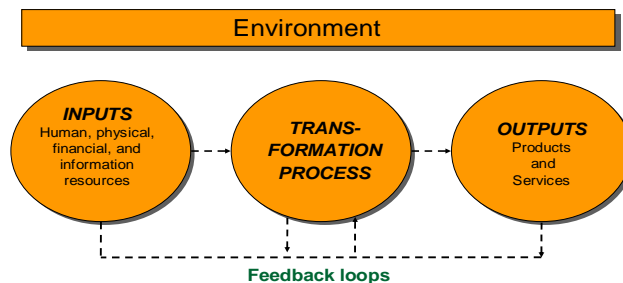 Environment
INPUTS
Human, physical,
financial, and
information
resources
TRANS-
FORMATION
PROCESS
OUTPUTS
Products
and
Services
Feedback loops